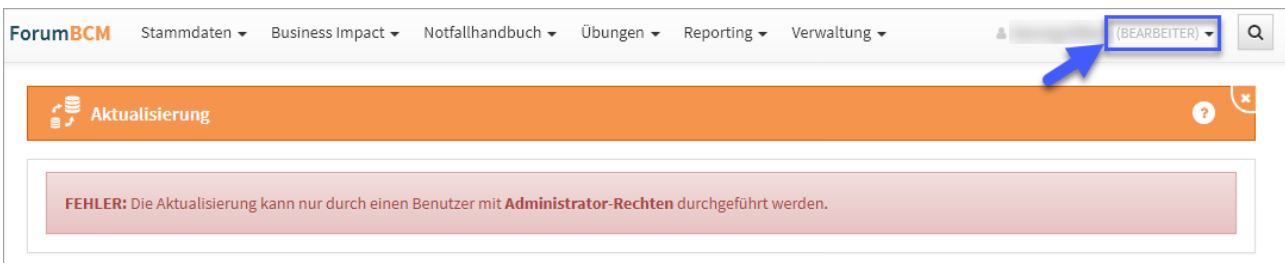 ForumBCM Stammdaten Business Impact Notfallhandbuch Übungen Reporting Verwaltung (BEARBEITER)
Aktualisierung ?
FEHLER: Die Aktualisierung kann nur durch einen Benutzer mit Administrator-Rechten durchgeführt werden.